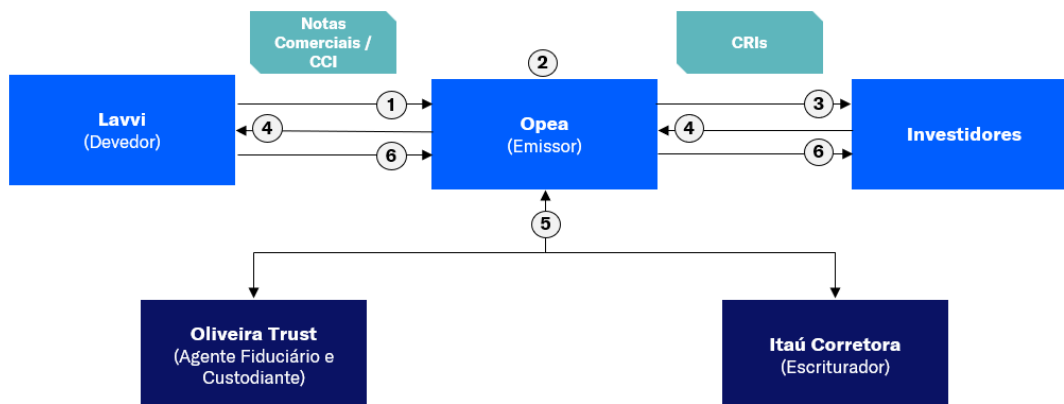 Notas
Comerciais /
CCI
CRIs
2
Lavvi
(Devedor)
1
4
6
Opea
(Emissor)
3
4
6
Investidores
5
Oliveira Trust
(Agente Fiduciário e
Custodiante)
Itaú Corretora
(Escriturador)